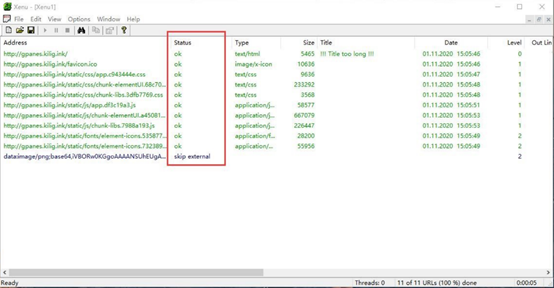 Xenu - [Xenu1]
File Edit View Options Window Help
Address Status Type Size Title Date Level Out Lin
http://gpanes.kilig.ink/ ok text/html 5465 !!! Title too long !!! 01.11.2020 15:05:46 0
http://gpanes.kilig.ink/favicon.ico ok image/x-icon 10636 01.11.2020 15:05:46 1
http://gpanes.kilig.ink/static/css/app.c943444e.css ok text/css 9636 01.11.2020 15:05:47 1
http://gpanes.kilig.ink/static/css/chunk-elementUI.68c70... ok text/css 233292 01.11.2020 15:05:48 1
http://gpanes.kilig.ink/static/css/chunk-libs.3dfb7769.css ok text/css 3568 01.11.2020 15:05:48 1
http://gpanes.kilig.ink/static/js/app.df3c19a3.js ok application/j... 58577 01.11.2020 15:05:51 1
http://gpanes.kilig.ink/static/js/chunk-elementUI.a45081... ok application/j... 667079 01.11.2020 15:05:53 1
http://gpanes.kilig.ink/static/js/chunk-libs.7988a193.js ok application/j... 226447 01.11.2020 15:05:53 1
http://gpanes.kilig.ink/static/fonts/element-icons.535877... ok application/f... 28200 01.11.2020 15:05:49 2
http://gpanes.kilig.ink/static/fonts/element-icons.732389... ok application/... 55956 01.11.2020 15:05:49 2
data:image/png;base64,iVBORw0KGgoAAAANSUhEUgA... skip external 2
Ready Threads: 0 11 of 11 URLs (100 %) done 0:00:05